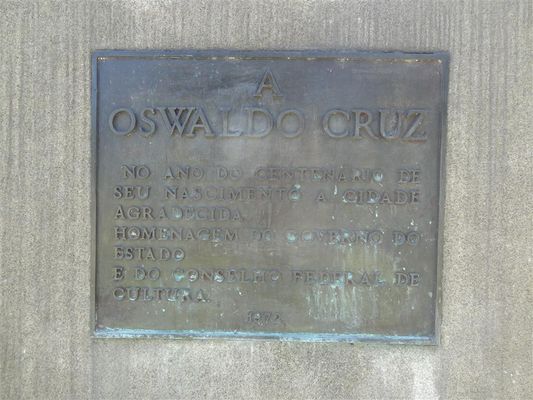 A
OSWALDO CRUZ
NO ANO DO CENTENÁRIO DE
SEU NASCIMENTO A CIDADE
AGRADECIDA.
HOMENAGEM DO GOVERNO DO
ESTADO
E DO CONSELHO FEDERAL DE
CULTURA.
1972